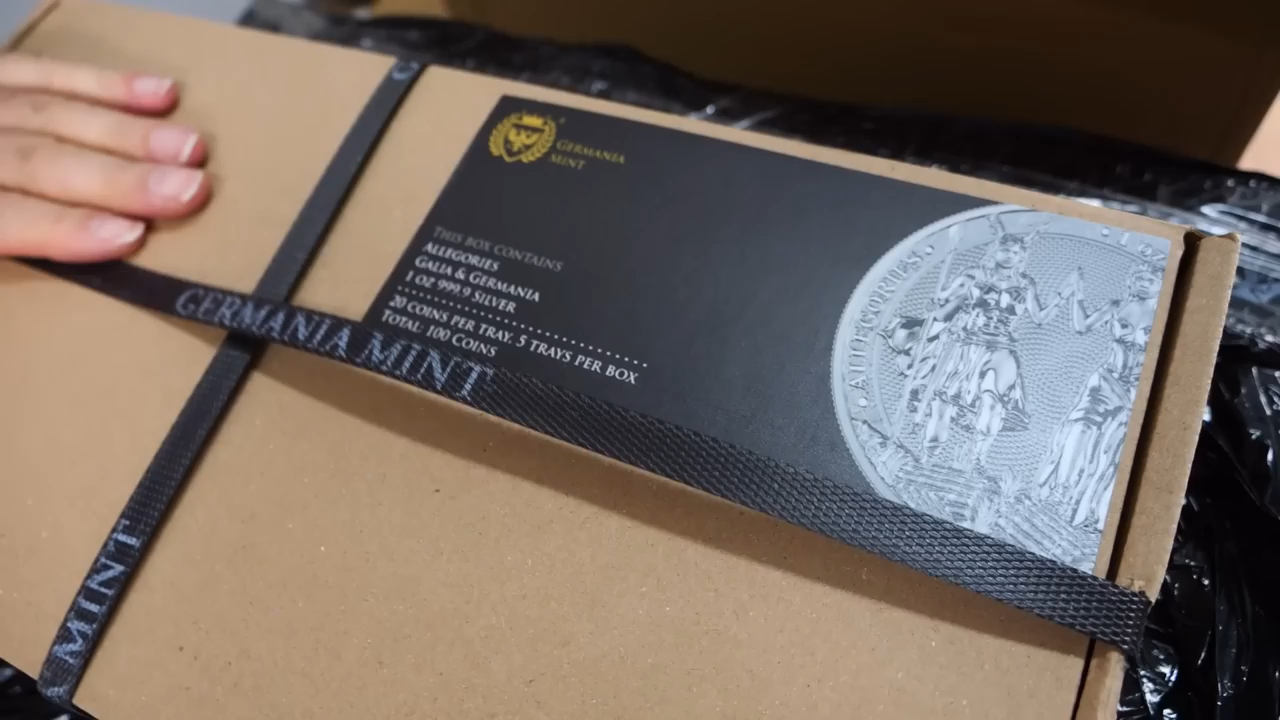 GERMANIA
MINT
THIS BOX CONTAINS
ALLEGORIES
GALIA & GERMANIA
1 OZ 999.9 SILVER
20 COINS PER TRAY, 5 TRAYS PER BOX
TOTAL: 100 COINS
• ALLEGORIES •
• 1 OZ
GERMANIA MINT
MINT